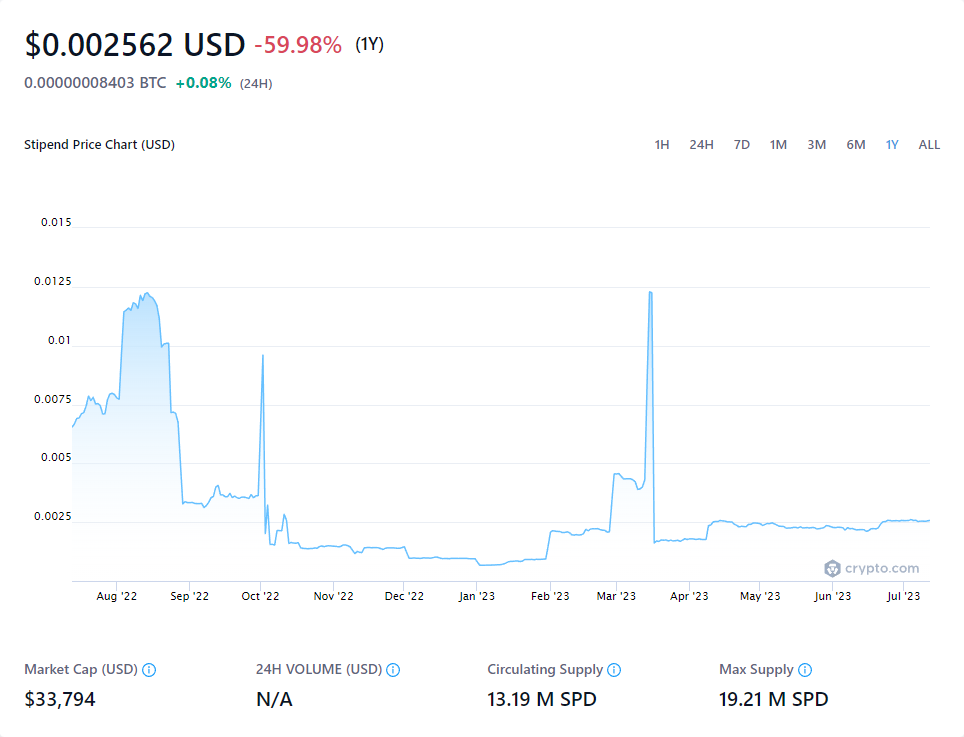 $0.002562 USD -59.98% (1Y)
0.00000008403 BTC +0.08% (24H)
Stipend Price Chart (USD)
1H 24H 7D 1M 3M 6M 1Y ALL
0.015
0.0125
0.01
0.0075
0.005
0.0025
crypto.com
Aug '22 Sep '22 Oct '22 Nov '22 Dec '22 Jan '23 Feb '23 Mar '23 Apr '23 May '23 Jun '23 Jul '23
Market Cap (USD) 24H VOLUME (USD) Circulating Supply Max Supply
$33,794 N/A 13.19 M SPD 19.21 M SPD